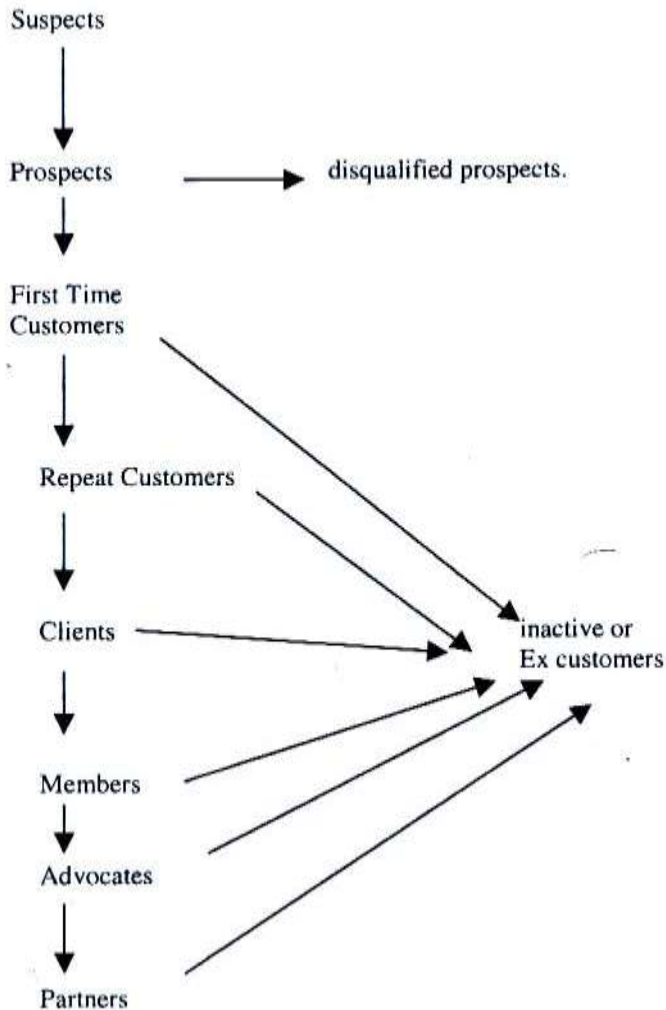 Suspects
Prospects
disqualified prospects.
First Time
Customers
Repeat Customers
Clients
inactive or
Ex customers
Members
Advocates
Partners